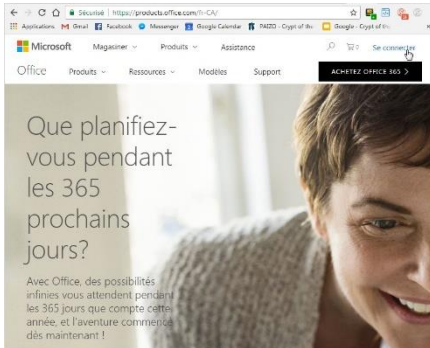 Sécurisé https://products.office.com/fr-CA/
Applications M Gmail Facebook Messenger Google Calendar PAIZO - Crypt of the Google - Crypt of the
Microsoft Magasiner Produits Assistance 0 Se connecter
Office Produits Ressources Modèles Support ACHETEZ OFFICE 365
Que planifiez-
vous pendant
les 365
prochains
jours?
Avec Office, des possibilités
infinies vous attendent pendant
les 365 jours que compte cette
année, et l'aventure commence
dès maintenant !